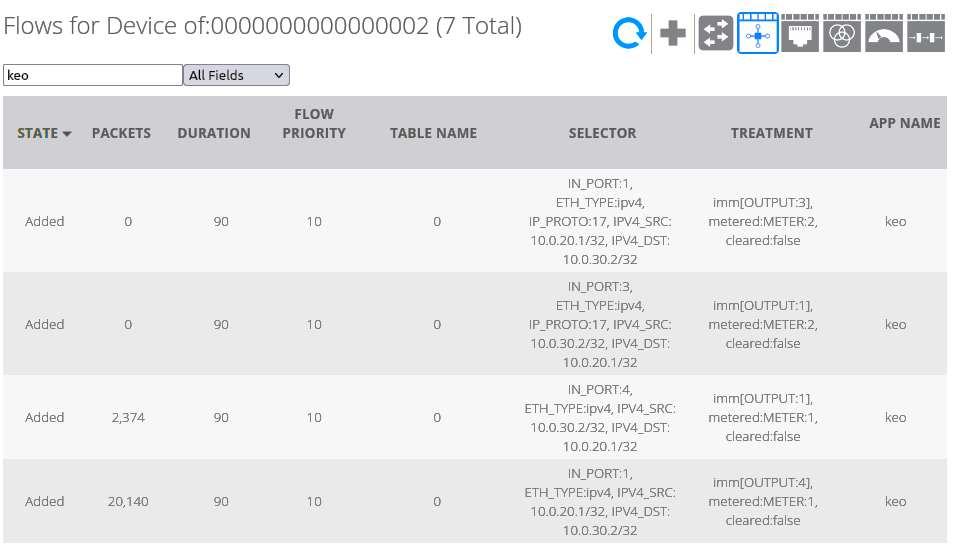 Flows for Device of:0000000000000002 (7 Total)
keo All Fields
STATE PACKETS DURATION FLOW PRIORITY TABLE NAME SELECTOR TREATMENT APP NAME
Added 0 90 10 0 IN_PORT:1, ETH_TYPE:ipv4, IP_PROTO:17, IPV4_SRC:10.0.20.1/32, IPV4_DST:10.0.30.2/32 imm[OUTPUT:3], metered:METER:2, cleared:false keo
Added 0 90 10 0 IN_PORT:3, ETH_TYPE:ipv4, IP_PROTO:17, IPV4_SRC:10.0.30.2/32, IPV4_DST:10.0.20.1/32 imm[OUTPUT:1], metered:METER:2, cleared:false keo
Added 2,374 90 10 0 IN_PORT:4, ETH_TYPE:ipv4, IPV4_SRC:10.0.30.2/32, IPV4_DST:10.0.20.1/32 imm[OUTPUT:1], metered:METER:1, cleared:false keo
Added 20,140 90 10 0 IN_PORT:1, ETH_TYPE:ipv4, IPV4_SRC:10.0.20.1/32, IPV4_DST:10.0.30.2/32 imm[OUTPUT:4], metered:METER:1, cleared:false keo